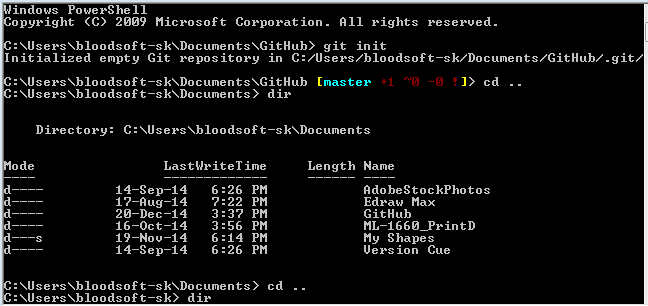 Windows PowerShell
Copyright (C) 2009 Microsoft Corporation. All rights reserved.
C:\Users\bloodsoft-sk\Documents\GitHub> git init
Initialized empty Git repository in C:/Users/bloodsoft-sk/Documents/GitHub/.git/
C:\Users\bloodsoft-sk\Documents\GitHub [master +1 ~0 -0 !]> cd ..
C:\Users\bloodsoft-sk\Documents> dir
Directory: C:\Users\bloodsoft-sk\Documents
Mode LastWriteTime Length Name
---- ------------- ------ ----
d---- 14-Sep-14 6:26 PM AdobeStockPhotos
d---- 17-Aug-14 7:22 PM Edraw Max
d---- 20-Dec-14 3:37 PM GitHub
d---- 16-Oct-14 3:56 PM ML-1660_PrintD
d---s 19-Nov-14 6:14 PM My Shapes
d---- 14-Sep-14 6:26 PM Version Cue
C:\Users\bloodsoft-sk\Documents> cd ..
C:\Users\bloodsoft-sk> dir